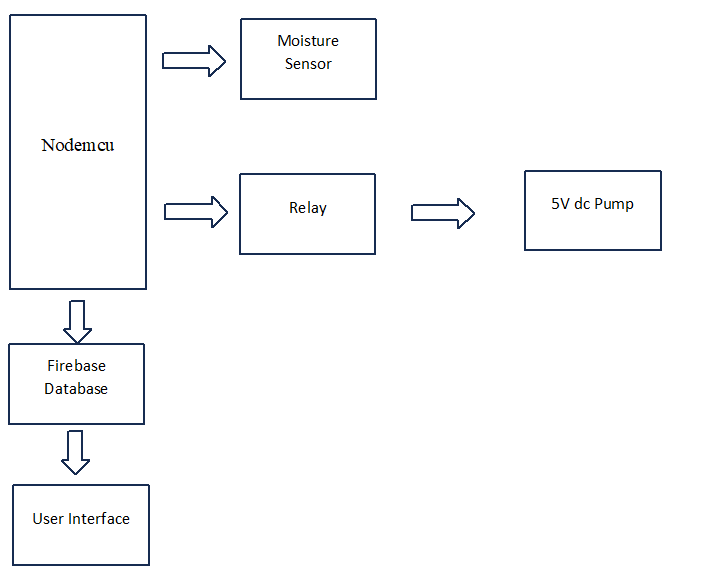 Moisture
Sensor
Nodemcu
Relay
5V dc Pump
Firebase
Database
User Interface